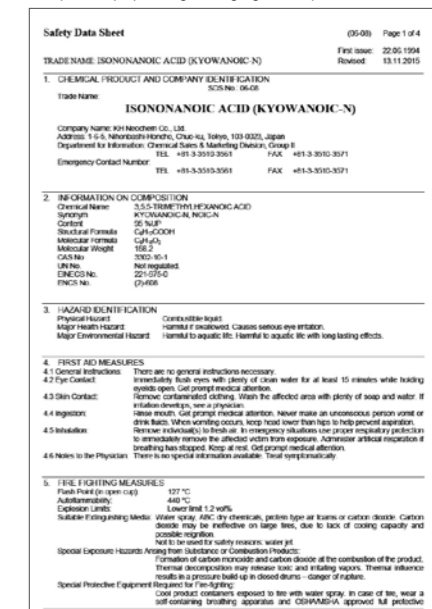 Safety Data Sheet (06-08) Page 1 of 4
First issue: 22.06.1994
TRADE NAME: ISONONANOIC ACID (KYOWANOIC-N) Revised: 13.11.2015
1. CHEMICAL PRODUCT AND COMPANY IDENTIFICATION
SDS No.: 06-08
Trade Name:
ISONONANOIC ACID (KYOWANOIC-N)
Company Name: KH Neochem Co., Ltd.
Address: 1-6-5, Nihonbashi-Honcho, Chuo-ku, Tokyo, 103-0023, Japan
Department for Information: Chemical Sales & Marketing Division, Group II
TEL +81-3-3510-3561 FAX +81-3-3510-3571
Emergency Contact Number:
TEL +81-3-3510-3561 FAX +81-3-3510-3571
2. INFORMATION ON COMPOSITION
Chemical Name 3,5,5-TRIMETHYLHEXANOIC ACID
Synonym KYOWANOIC-N, NOIC-N
Content 95 %UP
Structural Formula C₈H₁₇COOH
Molecular Formula C₉H₁₈O₂
Molecular Weight 158.2
CAS No 3302-10-1
UN No. Not regulated.
EINECS No. 221-975-0
ENCS No. (2)-608
3. HAZARD IDENTIFICATION
Physical Hazard: Combustible liquid.
Major Health Hazard: Harmful if swallowed. Causes serious eye irritation.
Major Environmental Hazard: Harmful to aquatic life. Harmful to aquatic life with long lasting effects.
4. FIRST AID MEASURES
4.1 General Instructions: There are no general instructions necessary.
4.2 Eye Contact: Immediately flush eyes with plenty of clean water for at least 15 minutes while holding
eyelids open. Get prompt medical attention.
4.3 Skin Contact: Remove contaminated clothing. Wash the affected area with plenty of soap and water. If
irritation develops, see a physician.
4.4 Ingestion: Rinse mouth. Get prompt medical attention. Never make an unconscious person vomit or
drink fluids. When vomiting occurs, keep head lower than hips to help prevent aspiration.
4.5 Inhalation: Remove individual(s) to fresh air. In emergency situations use proper respiratory protection
to immediately remove the affected victim from exposure. Administer artificial respiration if
breathing has stopped. Keep at rest. Get prompt medical attention.
4.6 Notes to the Physician: There is no special information available. Treat symptomatically.
5. FIRE FIGHTING MEASURES
Flash Point (in open cup): 127 °C
Autoflammability: 440 °C
Explosion Limits: Lower limit 1.2 vol%
Suitable Extinguishing Media: Water spray, ABC dry chemicals, protein type air foams or carbon dioxide. Carbon
dioxide may be ineffective on large fires, due to lack of cooling capacity and
possible reignition.
Not to be used for safety reasons: water jet.
Special Exposure Hazards Arising from Substance or Combustion Products:
Formation of carbon monoxide and carbon dioxide at the combustion of the product.
Thermal decomposition may release toxic and irritating vapors. Thermal influence
results in a pressure build up in closed drums – danger of rupture.
Special Protective Equipment Required for Fire-fighting:
Cool product containers exposed to fire with water spray. In case of fire, wear a
self-containing breathing apparatus and OSHA/MSHA approved full protective